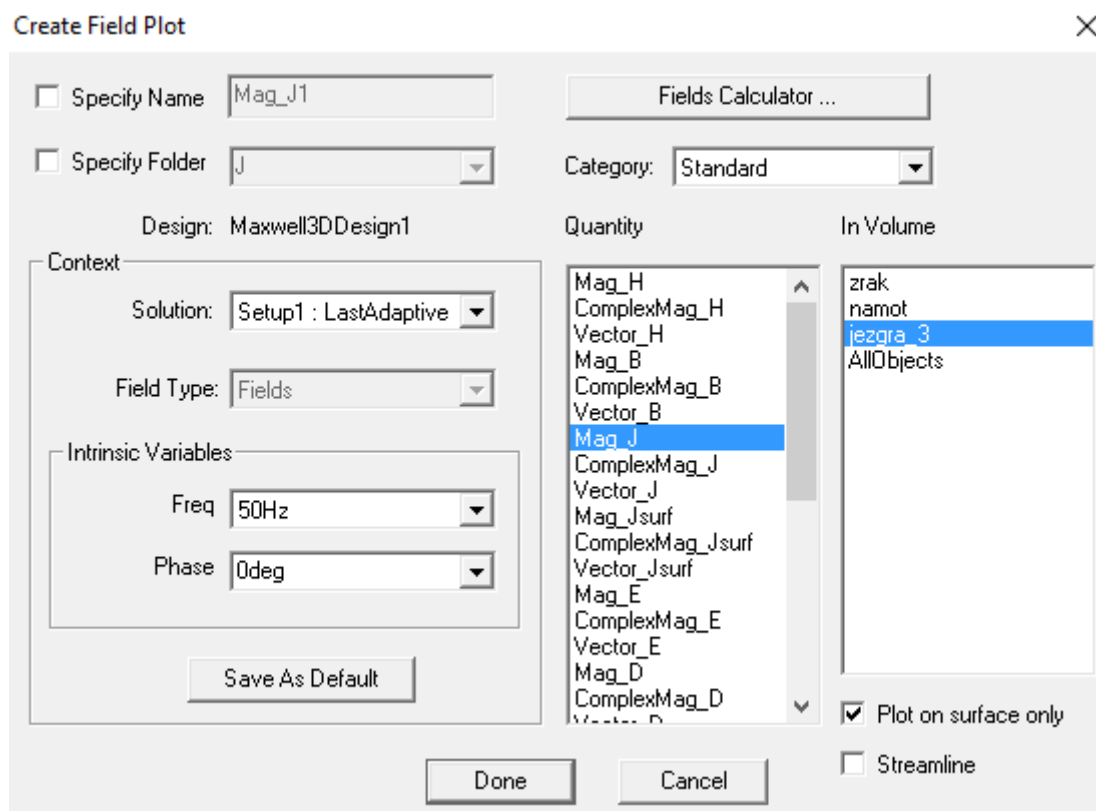 Create Field Plot
Specify Name
Mag_J1
Fields Calculator ...
Specify Folder
J
Category:
Standard
Design:
Maxwell3DDesign1
Quantity
In Volume
Context
Solution:
Setup1 : LastAdaptive
Field Type:
Fields
Intrinsic Variables
Freq
50Hz
Phase
0deg
Save As Default
Mag_H
ComplexMag_H
Vector_H
Mag_B
ComplexMag_B
Vector_B
Mag_J
ComplexMag_J
Vector_J
Mag_Jsurf
ComplexMag_Jsurf
Vector_Jsurf
Mag_E
ComplexMag_E
Vector_E
Mag_D
ComplexMag_D
zrak
namot
jezgra_3
AllObjects
Plot on surface only
Streamline
Done
Cancel